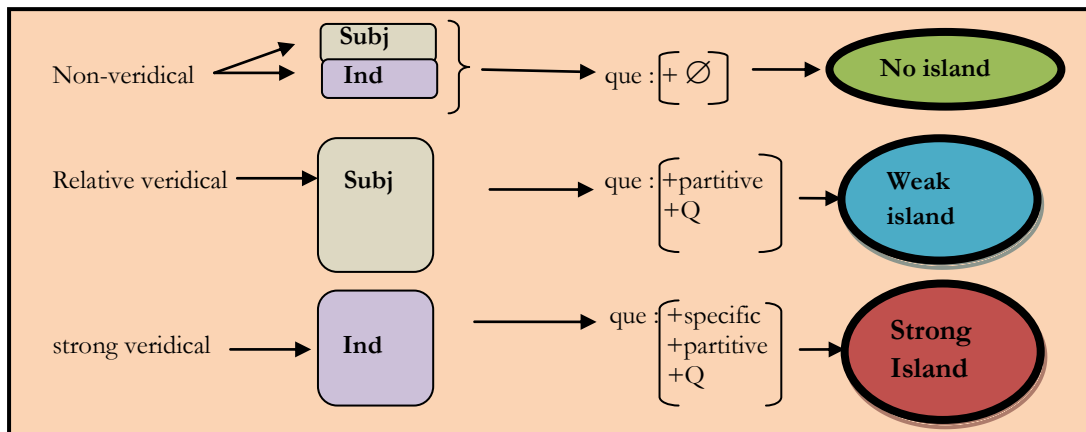 Subj
Non-veridical
Ind
que : + ∅
No island
Relative veridical
Subj
que : +partitive
+Q
Weak
island
strong veridical
Ind
que : +specific
+partitive
+Q
Strong
Island